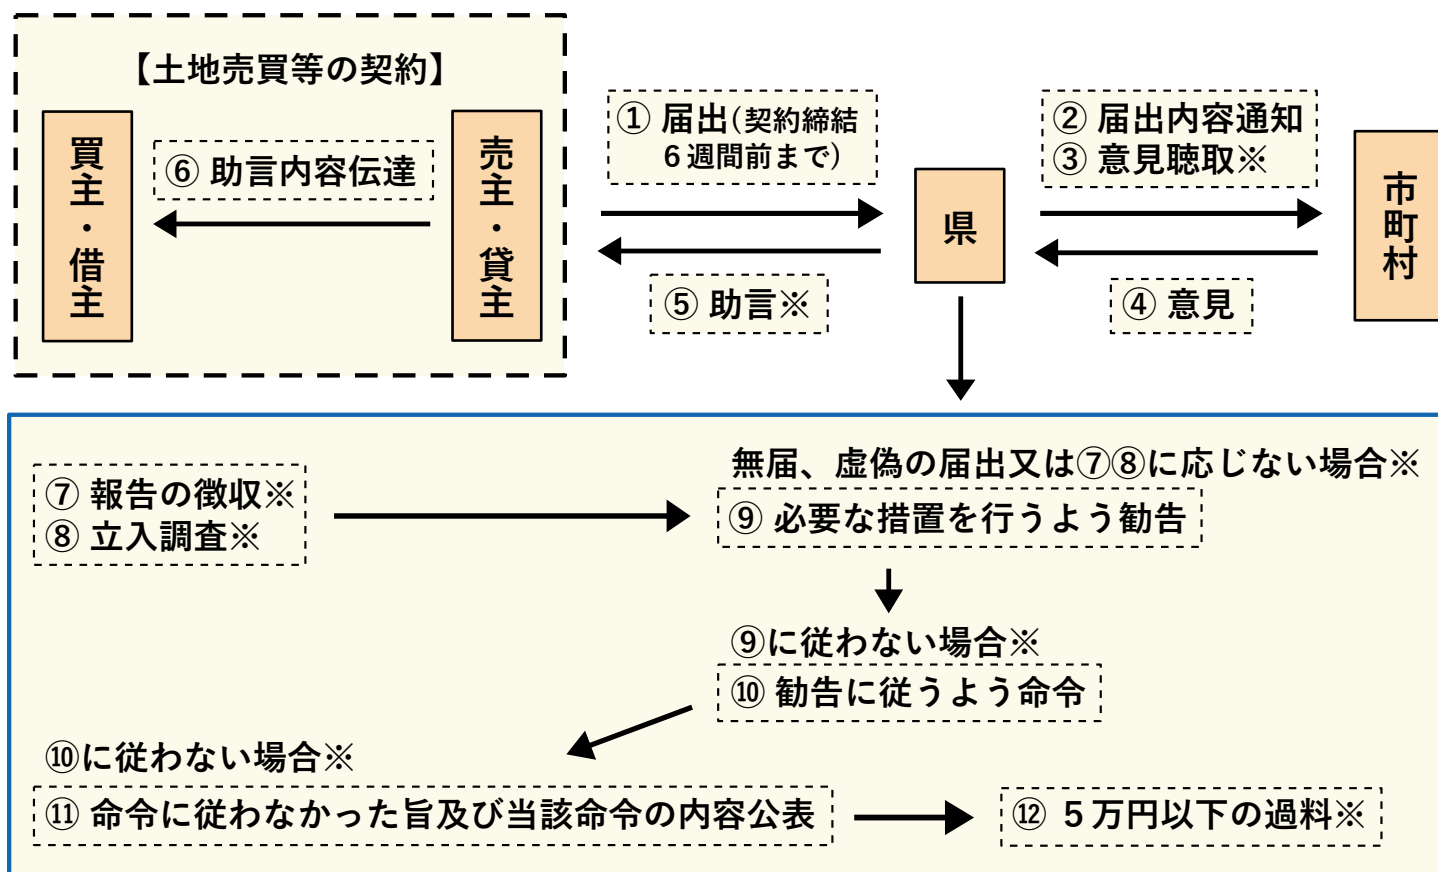 【土地売買等の契約】
買主・借主
⑥ 助言内容伝達
売主・貸主
① 届出(契約締結
６週間前まで)
⑤ 助言※
県
② 届出内容通知
③ 意見聴取※
④ 意見
市町村
⑦ 報告の徴収※
⑧ 立入調査※
無届、虚偽の届出又は⑦⑧に応じない場合※
⑨ 必要な措置を行うよう勧告
⑨に従わない場合※
⑩ 勧告に従うよう命令
⑩に従わない場合※
⑪ 命令に従わなかった旨及び当該命令の内容公表
⑫ ５万円以下の過料※